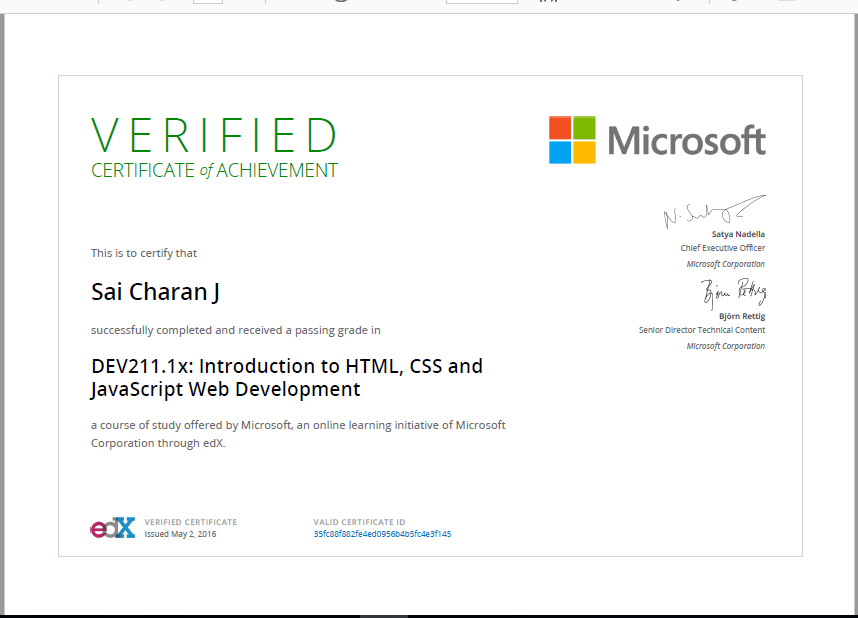 VERIFIED
CERTIFICATE of ACHIEVEMENT
Microsoft
Satya Nadella
Chief Executive Officer
Microsoft Corporation
Björn Rettig
Senior Director Technical Content
Microsoft Corporation
This is to certify that
Sai Charan J
successfully completed and received a passing grade in
DEV211.1x: Introduction to HTML, CSS and
JavaScript Web Development
a course of study offered by Microsoft, an online learning initiative of Microsoft
Corporation through edX.
edX
VERIFIED CERTIFICATE
Issued May 2, 2016
VALID CERTIFICATE ID
35fc88f882fe4ed0956b4b5fc4e3f145